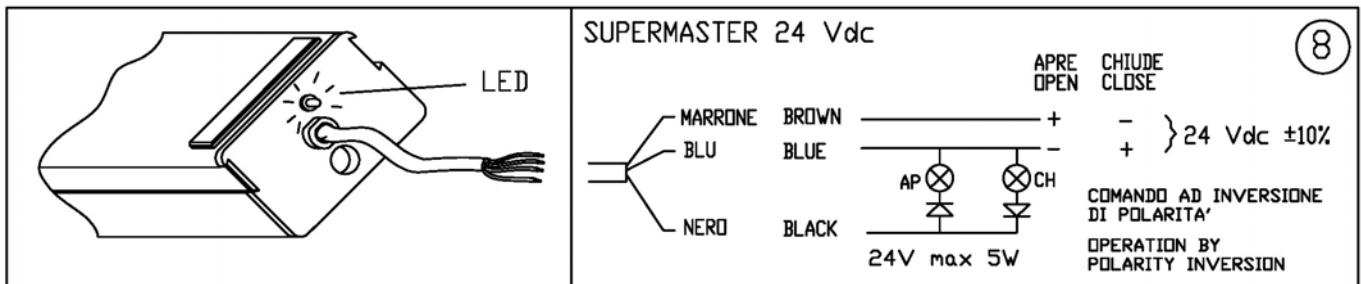 LED
SUPERMASTER 24 Vdc
8
APRE CHIUDE
OPEN CLOSE
MARRONE BROWN + -
BLU BLUE - +
} 24 Vdc ±10%
AP CH
NERO BLACK
24V max 5W
COMANDO AD INVERSIONE
DI POLARITA'
OPERATION BY
POLARITY INVERSION